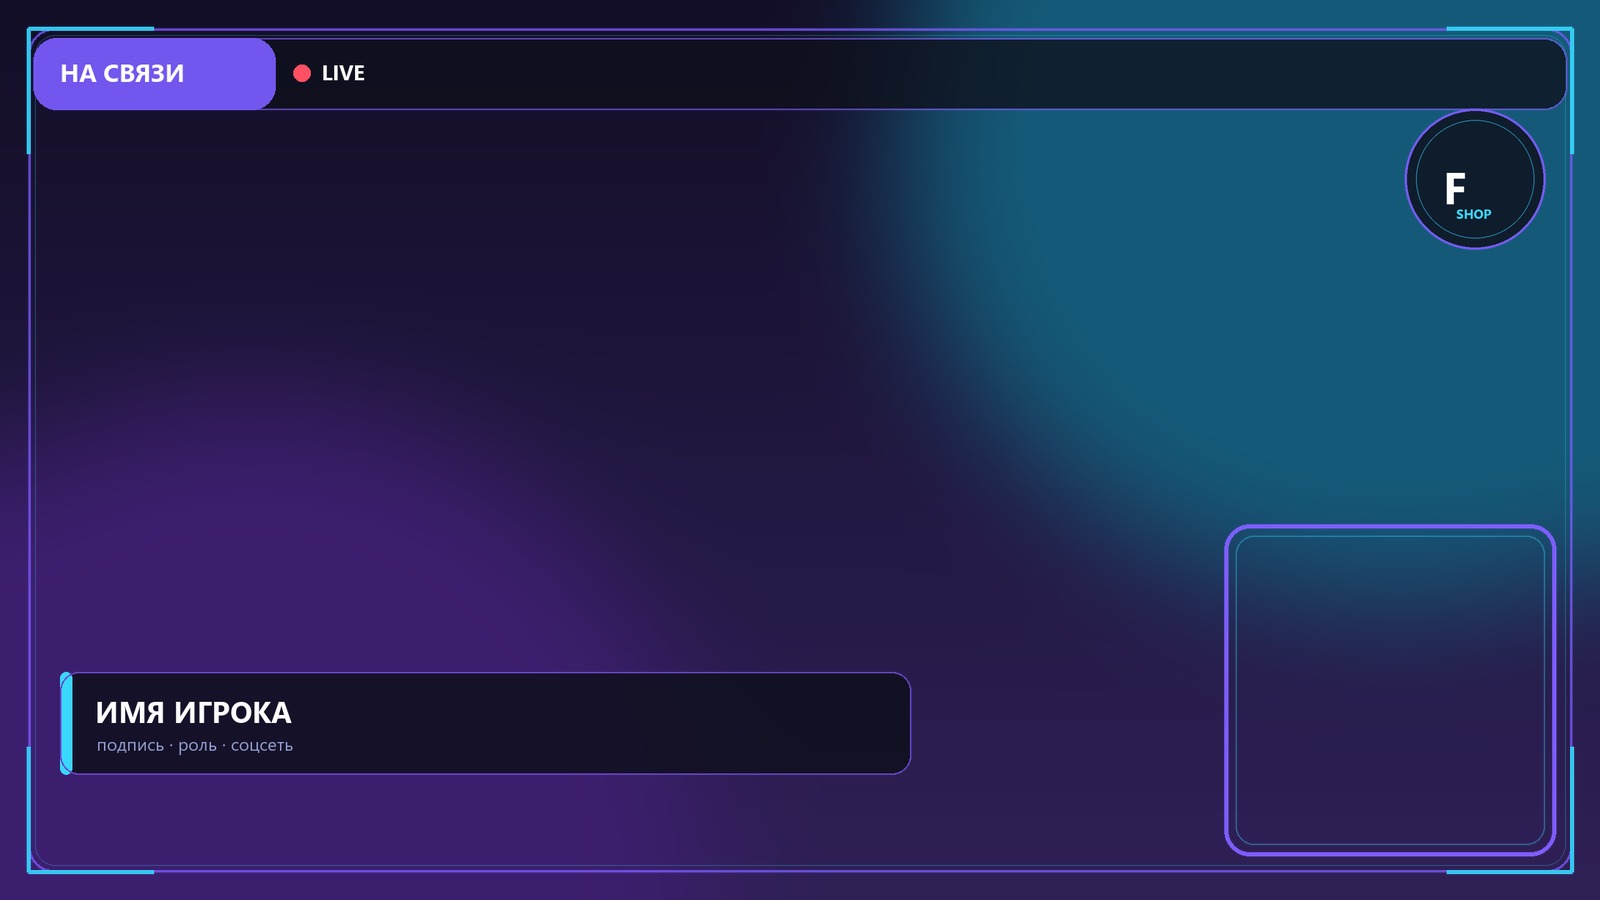 НА СВЯЗИ
LIVE
F
SHOP
ИМЯ ИГРОКА
подпись · роль · соцсеть